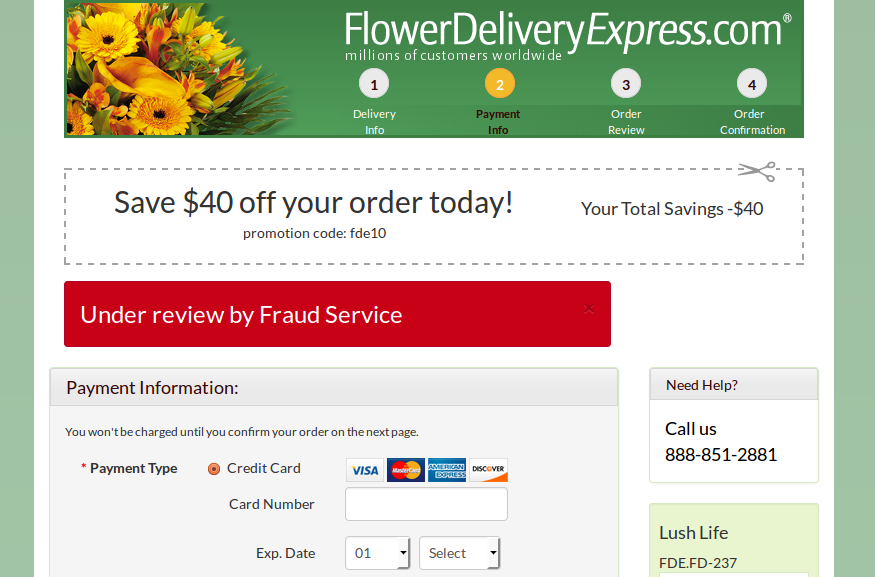 FlowerDeliveryExpress.com®
millions of customers worldwide
1 2 3 4
Delivery Info
Payment Info
Order Review
Order Confirmation
Save $40 off your order today!
promotion code: fde10
Your Total Savings -$40
Under review by Fraud Service ×
Payment Information:
You won't be charged until you confirm your order on the next page.
* Payment Type Credit Card VISA MasterCard AMERICAN EXPRESS DISCOVER
Card Number
Exp. Date 01 Select
Need Help?
Call us
888-851-2881
Lush Life
FDE.FD-237